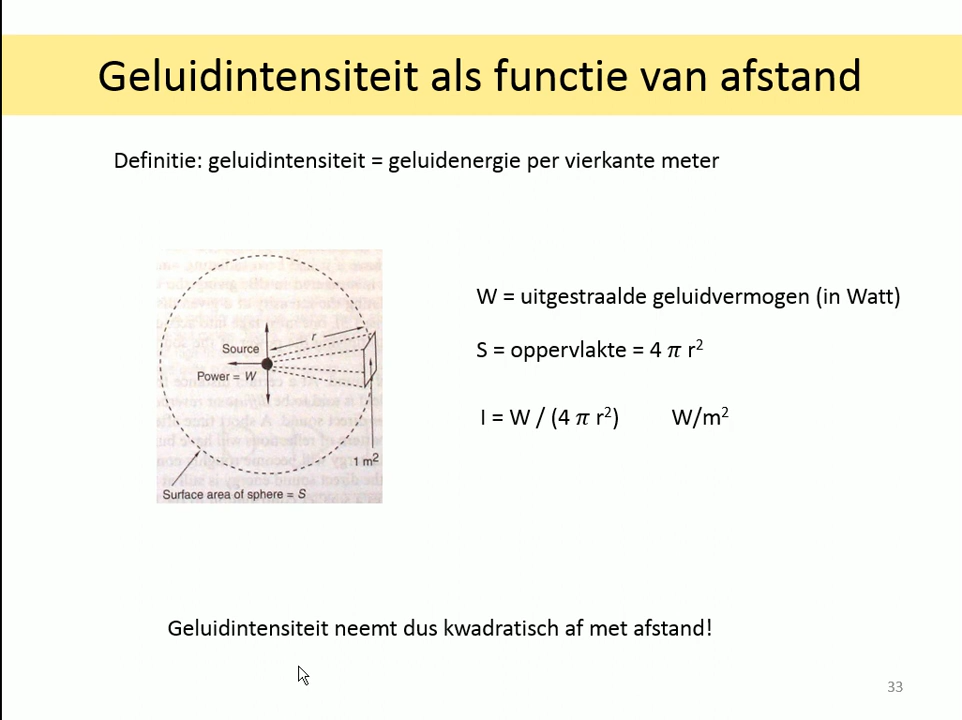 Geluidintensiteit als functie van afstand
Definitie: geluidintensiteit = geluidenergie per vierkante meter
W = uitgestraalde geluidvermogen (in Watt)
S = oppervlakte = 4 π r²
I = W / (4 π r²) W/m²
r
Source
Power = W
1 m²
Surface area of sphere = S
Geluidintensiteit neemt dus kwadratisch af met afstand!
33